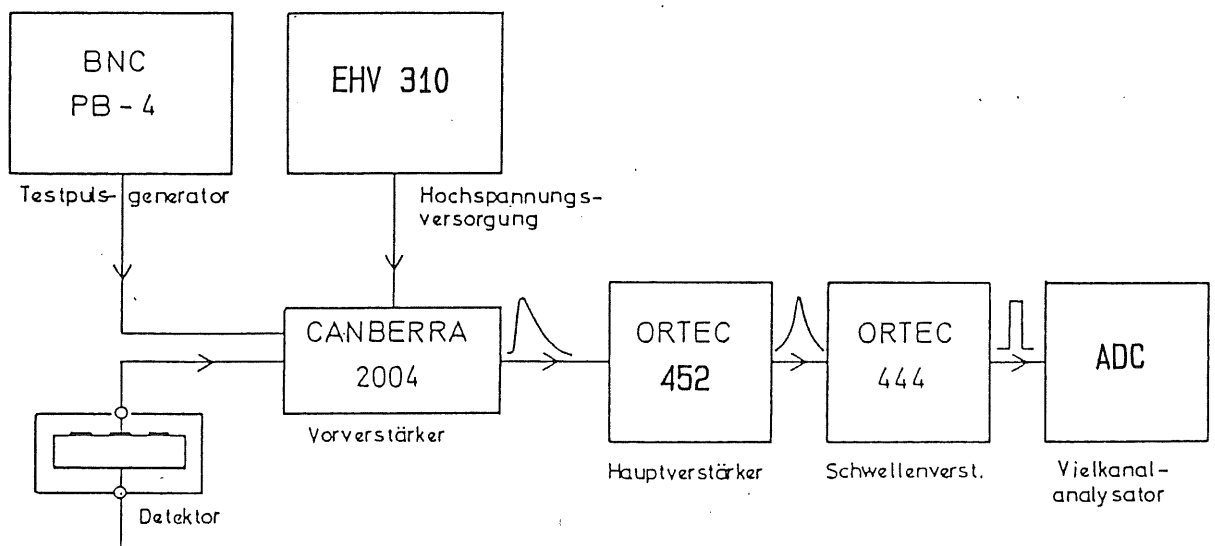 BNC
PB - 4
EHV 310
Testpuls-generator
Hochspannungs-
versorgung
CANBERRA
2004
ORTEC
452
ORTEC
444
ADC
Vorverstärker
Hauptverstärker
Schwellenverst.
Vielkanal-
analysator
Detektor